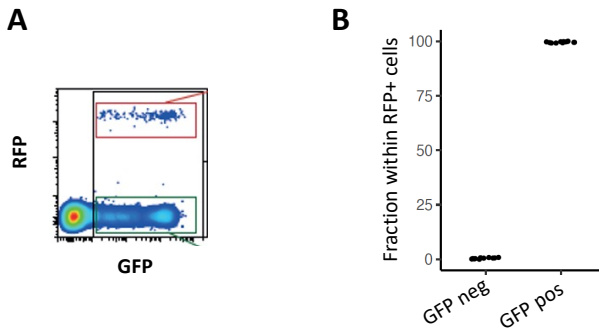 A
RFP
GFP
B
Fraction within RFP+ cells
100
75
50
25
0
GFP neg
GFP pos